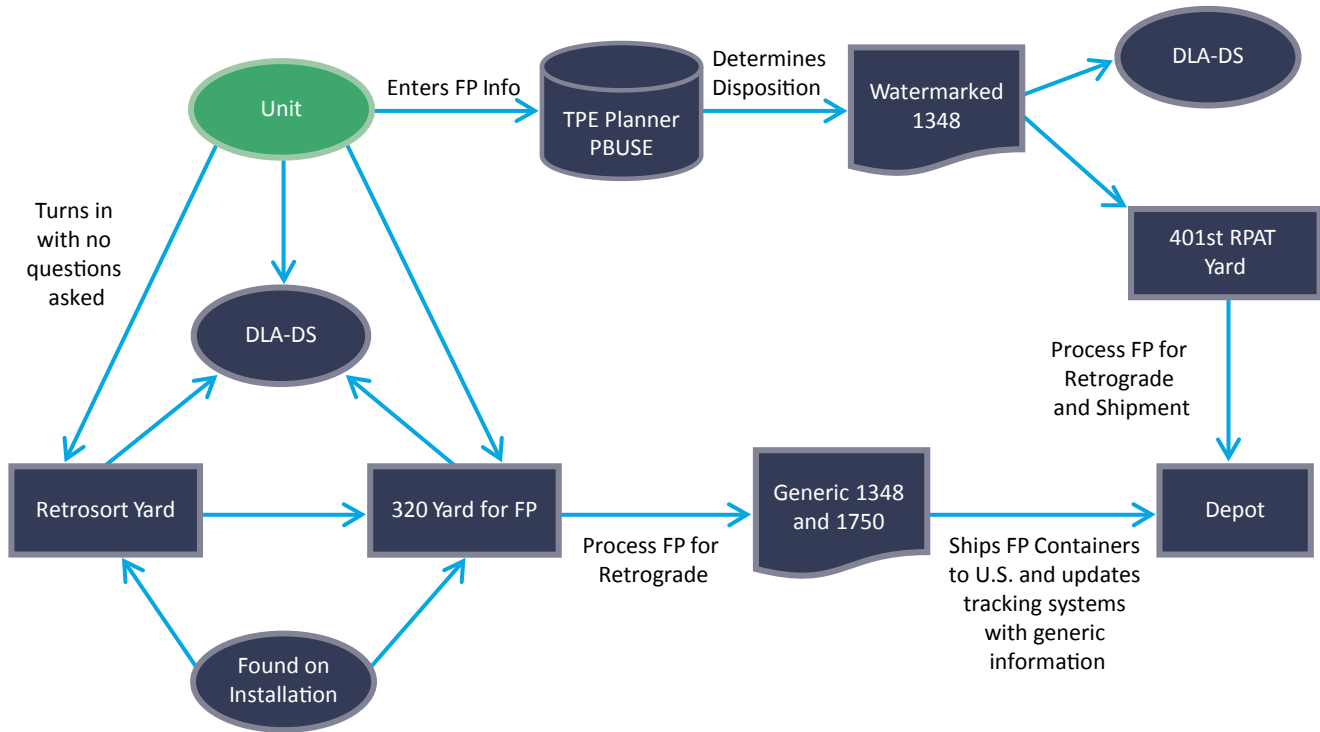 Unit
Enters FP Info
TPE Planner
PBUSE
Determines
Disposition
Watermarked
1348
DLA-DS
Turns in
with no
questions
asked
DLA-DS
401st RPAT
Yard
Process FP for
Retrograde
and Shipment
Retrosort Yard
320 Yard for FP
Process FP for
Retrograde
Generic 1348
and 1750
Ships FP Containers
to U.S. and updates
tracking systems
with generic
information
Depot
Found on
Installation